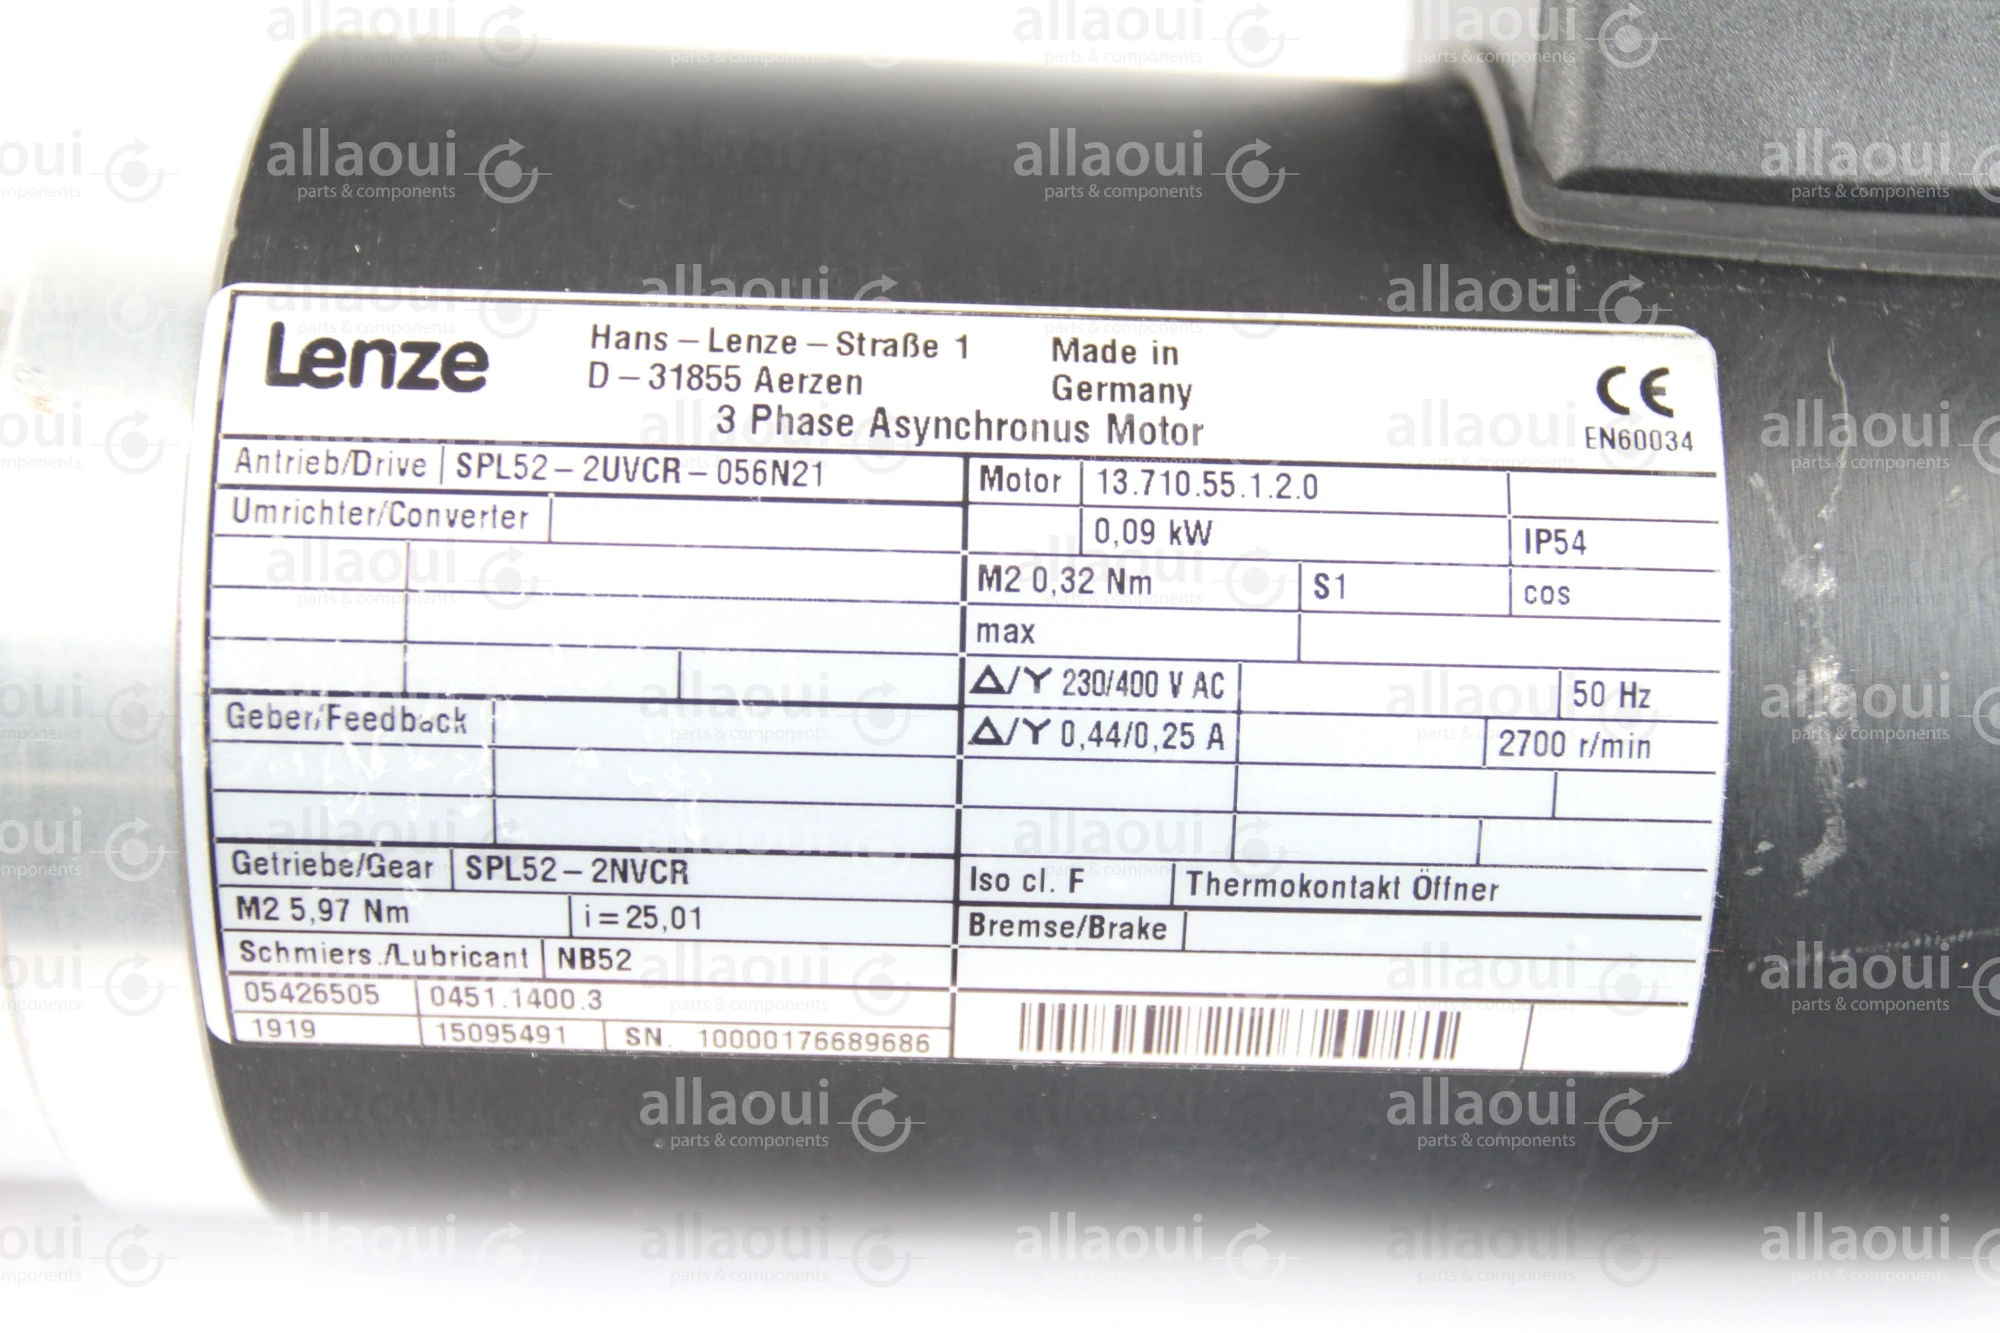 Lenze
Hans – Lenze – Straße 1
D – 31855 Aerzen
Made in
Germany
3 Phase Asynchronus Motor
CE
EN60034
Antrieb/Drive SPL52 – 2UVCR – 056N21
Umrichter/Converter
Geber/Feedback
Getriebe/Gear SPL52 – 2NVCR
M2 5,97 Nm i = 25,01
Schmiers./Lubricant NB52
05426505 0451.1400.3
1919 15095491 SN. 10000176689686
Motor 13.710.55.1.2.0
0,09 kW IP54
M2 0,32 Nm S1 cos
max
Δ/Y 230/400 V AC 50 Hz
Δ/Y 0,44/0,25 A 2700 r/min
Iso cl. F Thermokontakt Öffner
Bremse/Brake
allaoui
parts & components